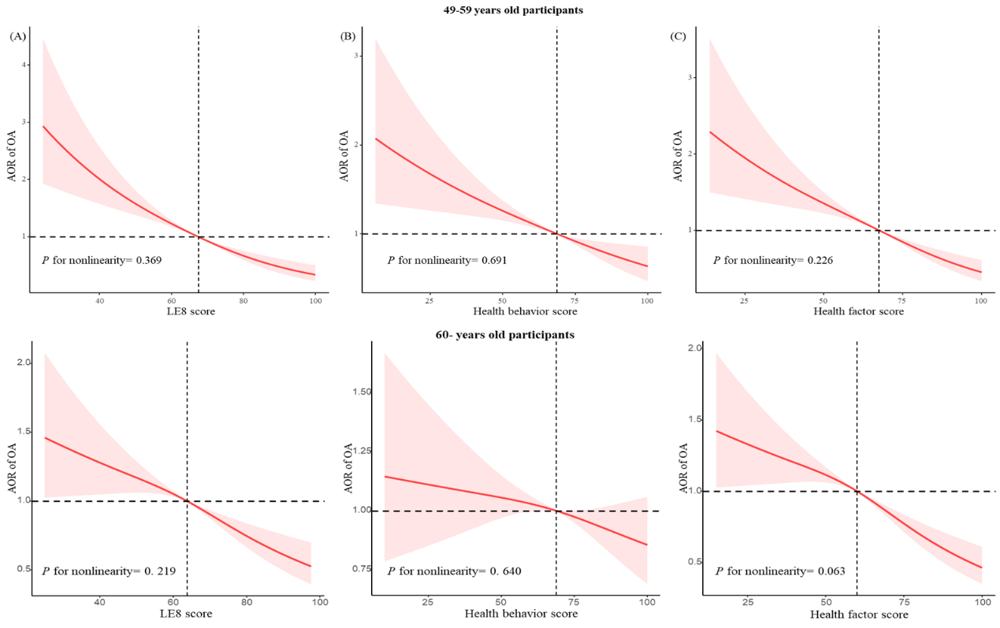 49-59 years old participants
(A)
4
3
2
1
AOR of OA
P for nonlinearity= 0.369
40
60
80
100
LE8 score
(B)
3
2
1
AOR of OA
P for nonlinearity= 0.691
25
50
75
100
Health behavior score
(C)
3
2
1
AOR of OA
P for nonlinearity= 0.226
25
50
75
100
Health factor score
60- years old participants
2.0
1.5
1.0
0.5
AOR of OA
P for nonlinearity= 0. 219
40
60
80
100
LE8 score
1.50
1.25
1.00
0.75
AOR of OA
P for nonlinearity= 0. 640
25
50
75
100
Health behavior score
2.0
1.5
1.0
0.5
AOR of OA
P for nonlinearity= 0.063
25
50
75
100
Health factor score